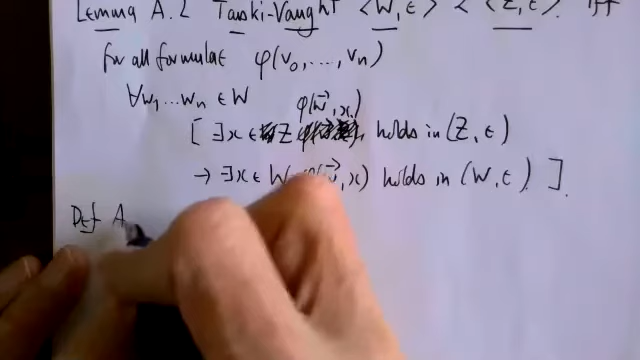 Lemma A.2 Tarski-Vaught <W,∈> < <Z,∈> iff
for all formulae φ(v₀,...,vₙ)
∀w₁...wₙ ∈ W φ(w⃗,x)
[ ∃x∈ Z holds in (Z,∈)
→ ∃x∈ W φ(w⃗,x) holds in (W,∈) ].
Def A